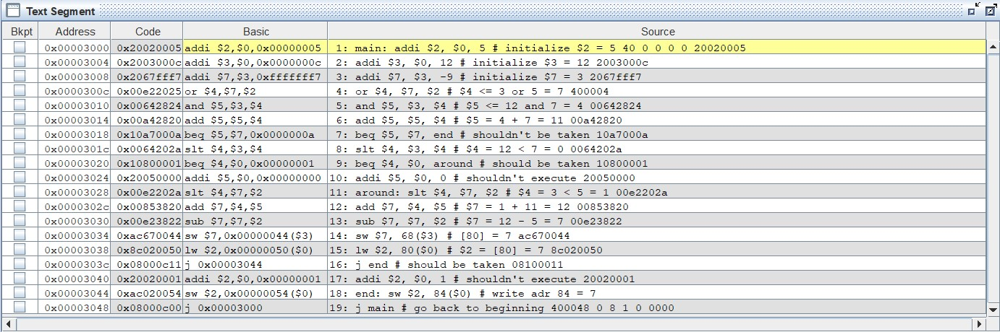 Text Segment
Bkpt Address Code Basic Source
0x00003000 0x20020005 addi $2,$0,0x00000005 1: main: addi $2, $0, 5 # initialize $2 = 5 40 0 0 0 0 20020005
0x00003004 0x2003000c addi $3,$0,0x0000000c 2: addi $3, $0, 12 # initialize $3 = 12 2003000c
0x00003008 0x2067fff7 addi $7,$3,0xfffffff7 3: addi $7, $3, -9 # initialize $7 = 3 2067fff7
0x0000300c 0x00e22025 or $4,$7,$2 4: or $4, $7, $2 # $4 <= 3 or 5 = 7 400004
0x00003010 0x00642824 and $5,$3,$4 5: and $5, $3, $4 # $5 <= 12 and 7 = 4 00642824
0x00003014 0x00a42820 add $5,$5,$4 6: add $5, $5, $4 # $5 = 4 + 7 = 11 00a42820
0x00003018 0x10a7000a beq $5,$7,0x0000000a 7: beq $5, $7, end # shouldn't be taken 10a7000a
0x0000301c 0x0064202a slt $4,$3,$4 8: slt $4, $3, $4 # $4 = 12 < 7 = 0 0064202a
0x00003020 0x10800001 beq $4,$0,0x00000001 9: beq $4, $0, around # should be taken 10800001
0x00003024 0x20050000 addi $5,$0,0x00000000 10: addi $5, $0, 0 # shouldn't execute 20050000
0x00003028 0x00e2202a slt $4,$7,$2 11: around: slt $4, $7, $2 # $4 = 3 < 5 = 1 00e2202a
0x0000302c 0x00853820 add $7,$4,$5 12: add $7, $4, $5 # $7 = 1 + 11 = 12 00853820
0x00003030 0x00e23822 sub $7,$7,$2 13: sub $7, $7, $2 # $7 = 12 - 5 = 7 00e23822
0x00003034 0xac670044 sw $7,0x00000044($3) 14: sw $7, 68($3) # [80] = 7 ac670044
0x00003038 0x8c020050 lw $2,0x00000050($0) 15: lw $2, 80($0) # $2 = [80] = 7 8c020050
0x0000303c 0x08000c11 j 0x00003044 16: j end # should be taken 08100011
0x00003040 0x20020001 addi $2,$0,0x00000001 17: addi $2, $0, 1 # shouldn't execute 20020001
0x00003044 0xac020054 sw $2,0x00000054($0) 18: end: sw $2, 84($0) # write adr 84 = 7
0x00003048 0x08000c00 j 0x00003000 19: j main # go back to beginning 400048 0 8 1 0 0000